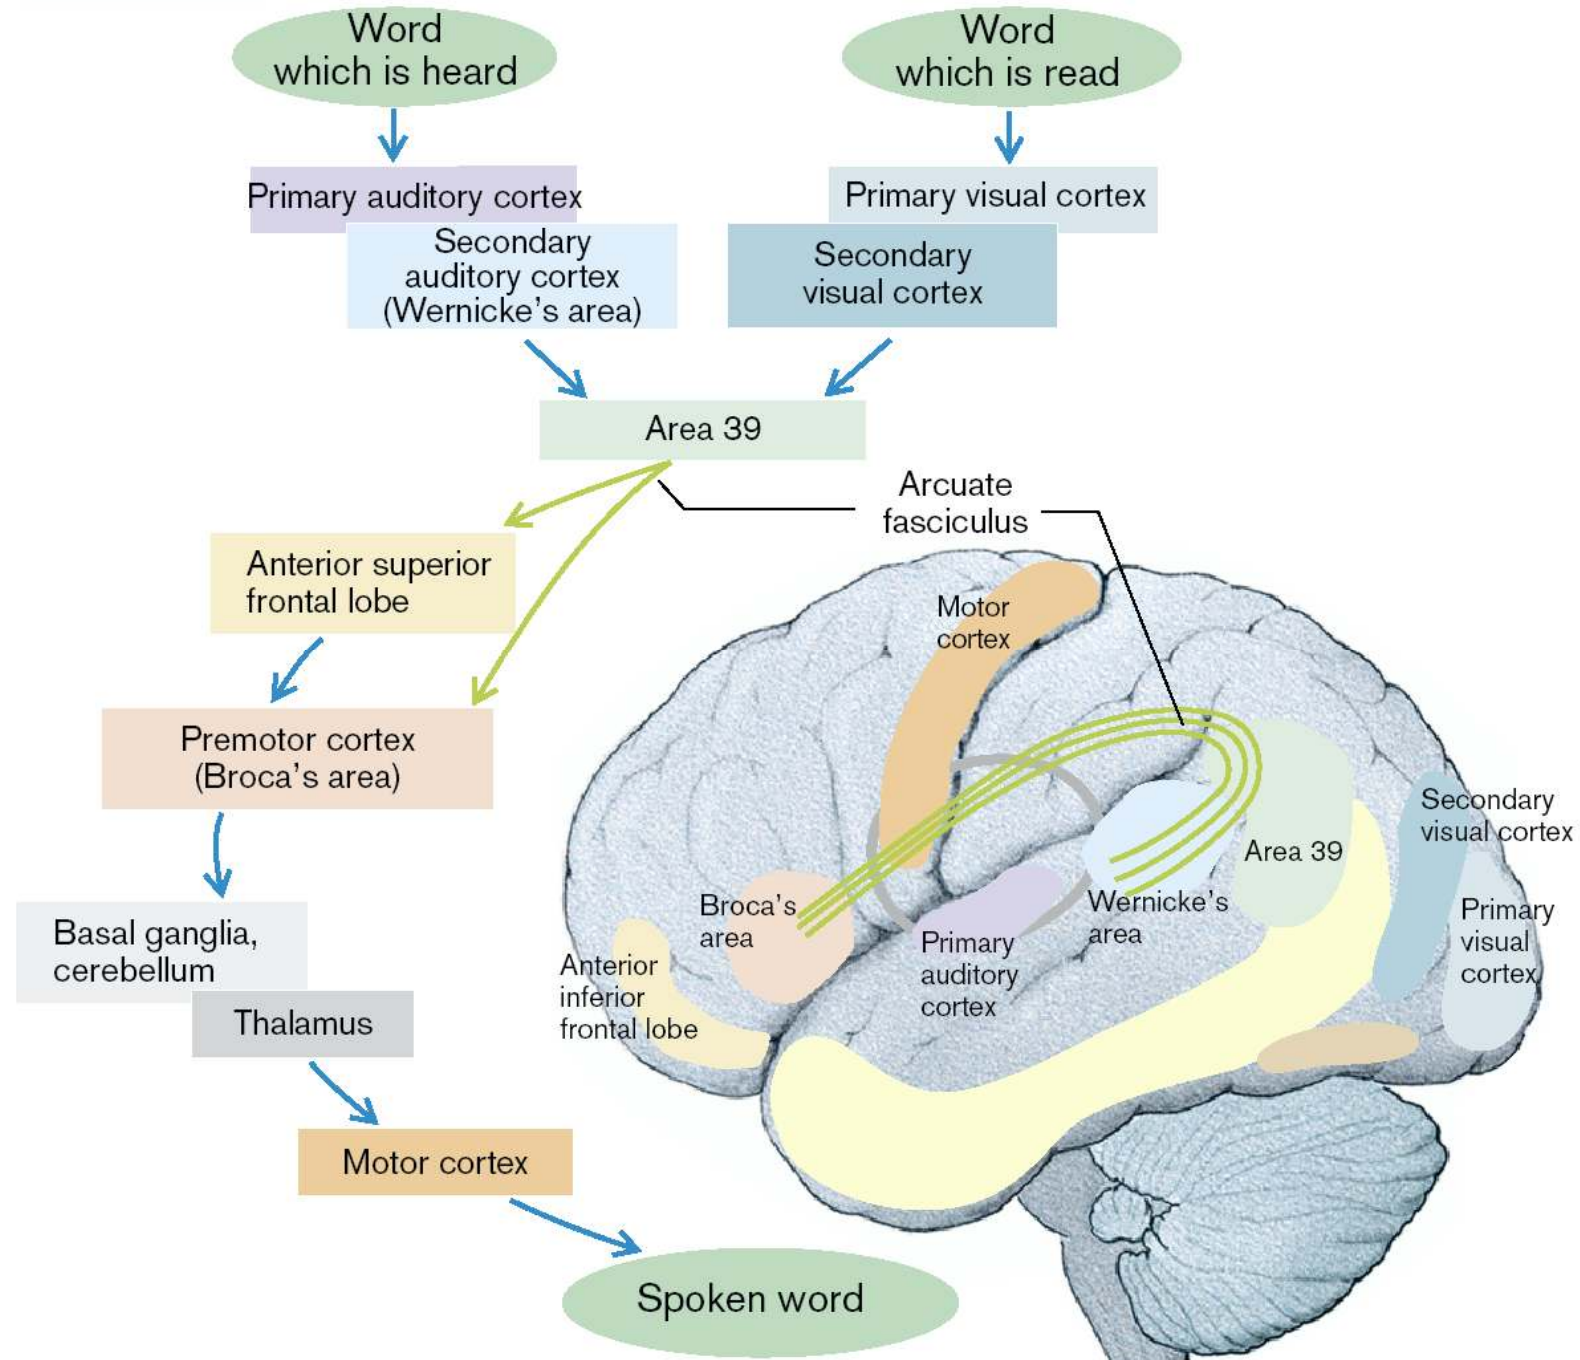 Word
which is heard
Word
which is read
Primary auditory cortex
Primary visual cortex
Secondary
auditory cortex
(Wernicke's area)
Secondary
visual cortex
Area 39
Arcuate
fasciculus
Anterior superior
frontal lobe
Motor
cortex
Premotor cortex
(Broca's area)
Secondary
visual cortex
Area 39
Broca's
area
Wernicke's
area
Primary
visual
cortex
Primary
auditory
cortex
Anterior
inferior
frontal lobe
Basal ganglia,
cerebellum
Thalamus
Motor cortex
Spoken word